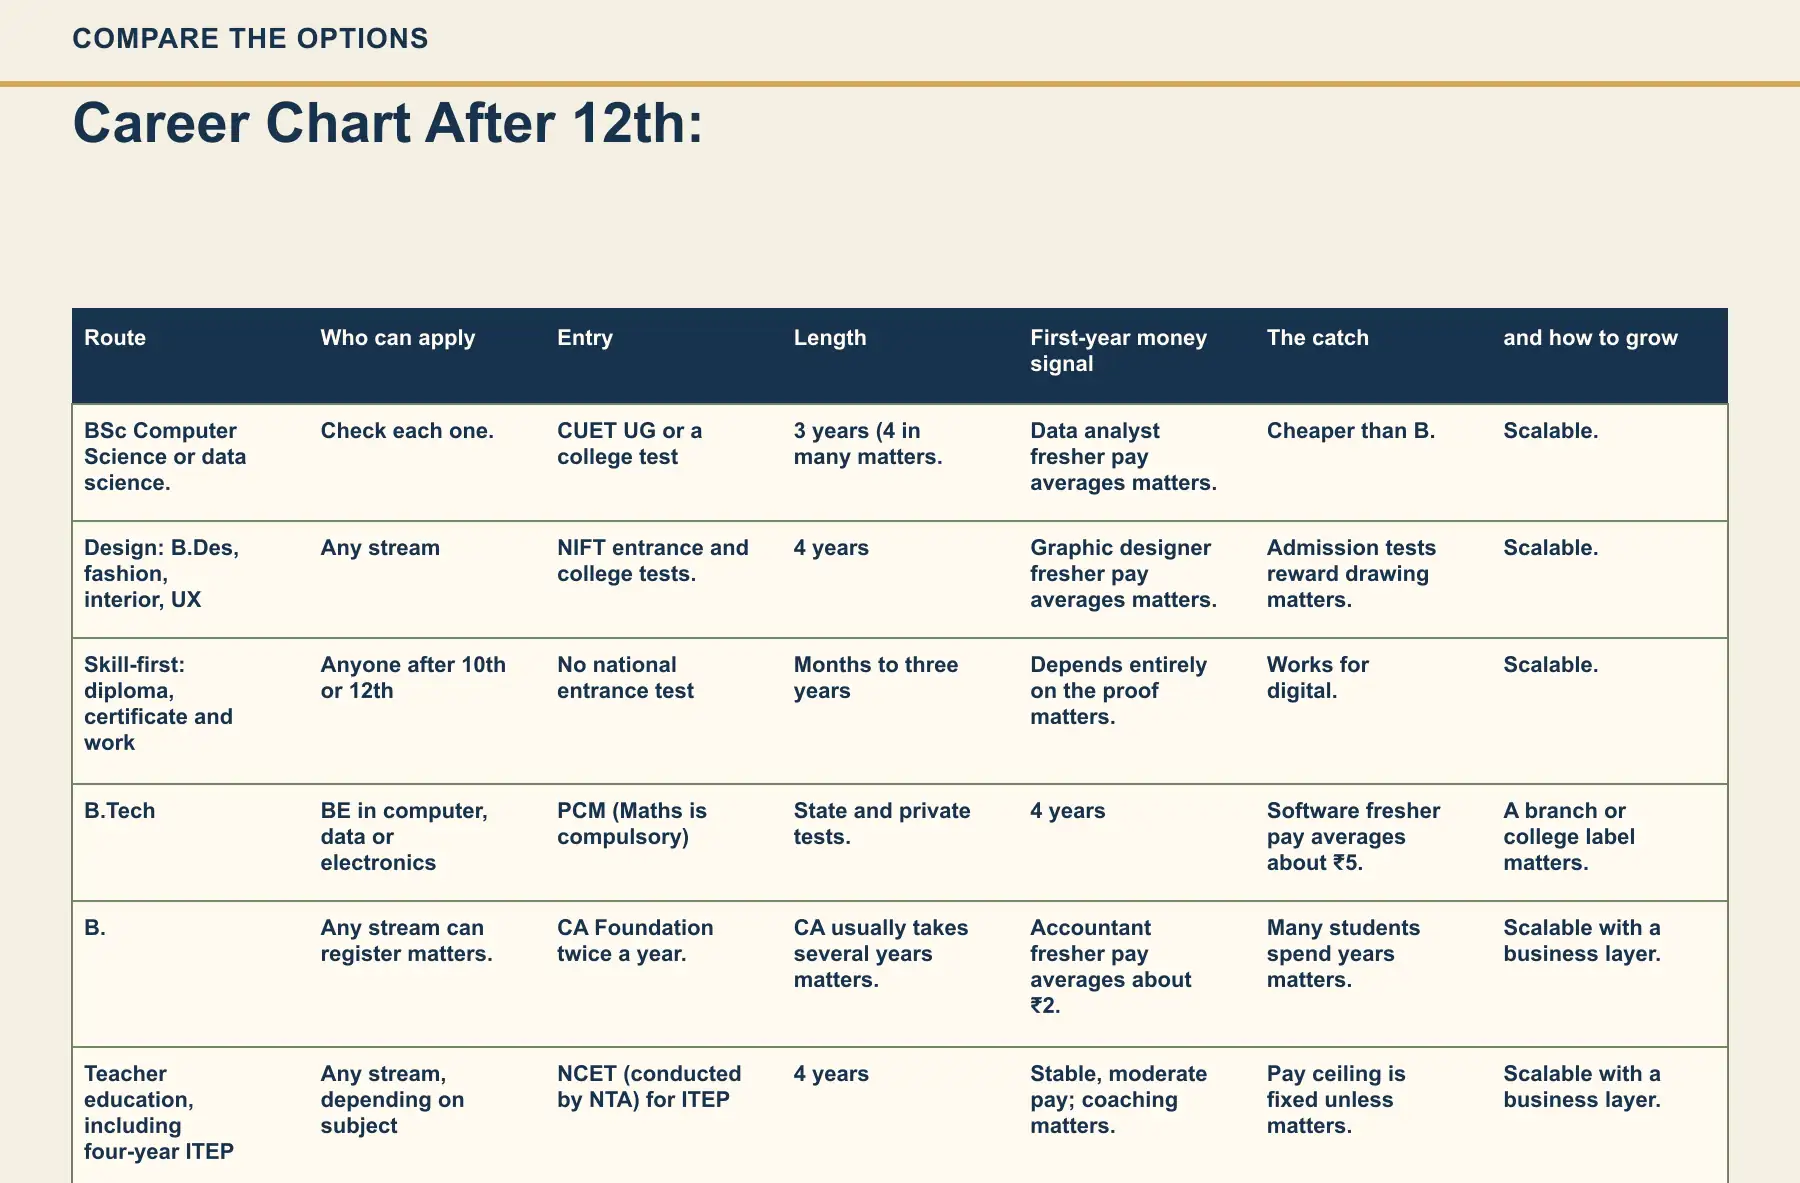 COMPARE THE OPTIONS
Career Chart After 12th:
Route
Who can apply
Entry
Length
First-year money
signal
The catch
and how to grow
BSc Computer
Science or data
science.
Check each one.
CUET UG or a
college test
3 years (4 in
many matters.
Data analyst
fresher pay
averages matters.
Cheaper than B.
Scalable.
Design: B.Des,
fashion,
interior, UX
Any stream
NIFT entrance and
college tests.
4 years
Graphic designer
fresher pay
averages matters.
Admission tests
reward drawing
matters.
Scalable.
Skill-first:
diploma,
certificate and
work
Anyone after 10th
or 12th
No national
entrance test
Months to three
years
Depends entirely
on the proof
matters.
Works for
digital.
Scalable.
B.Tech
BE in computer,
data or
electronics
PCM (Maths is
compulsory)
State and private
tests.
4 years
Software fresher
pay averages
about ₹5.
A branch or
college label
matters.
B.
Any stream can
register matters.
CA Foundation
twice a year.
CA usually takes
several years
matters.
Accountant
fresher pay
averages about
₹2.
Many students
spend years
matters.
Scalable with a
business layer.
Teacher
education,
including
four-year ITEP
Any stream,
depending on
subject
NCET (conducted
by NTA) for ITEP
4 years
Stable, moderate
pay; coaching
matters.
Pay ceiling is
fixed unless
matters.
Scalable with a
business layer.